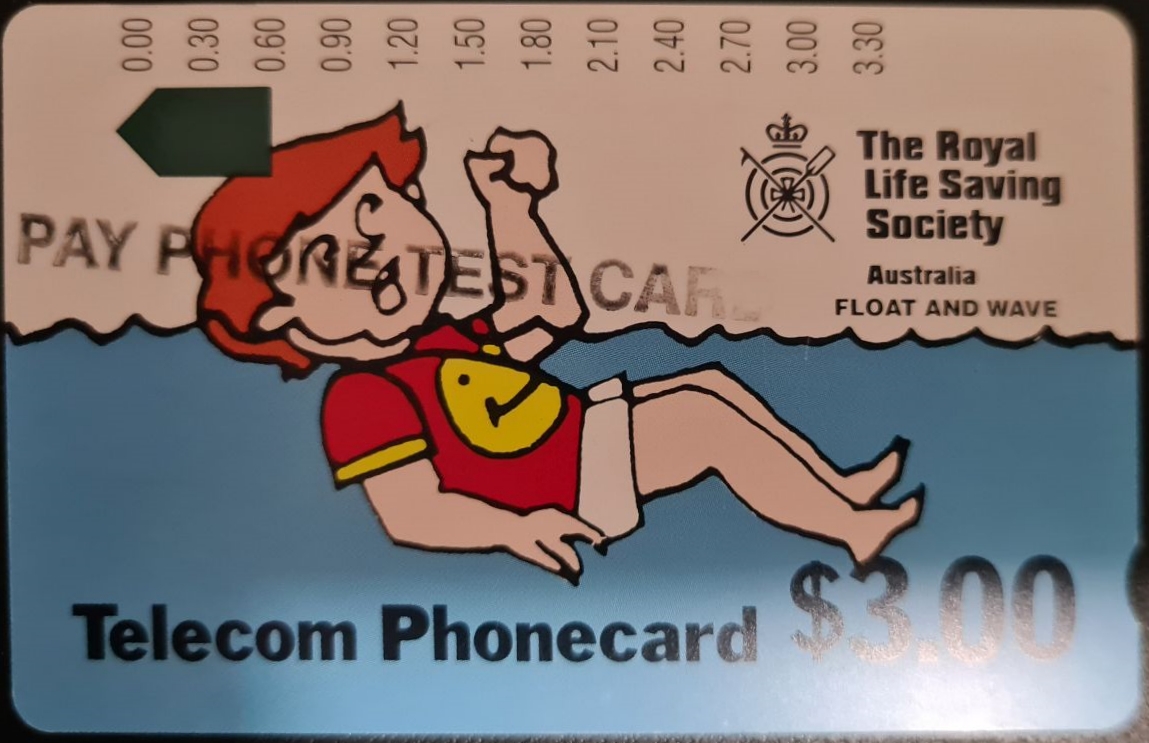 0.00 0.30 0.60 0.90 1.20 1.50 1.80 2.10 2.40 2.70 3.00 3.30
The Royal
Life Saving
Society
Australia
FLOAT AND WAVE
PAY PHONE TEST CARD
Telecom Phonecard $3.00